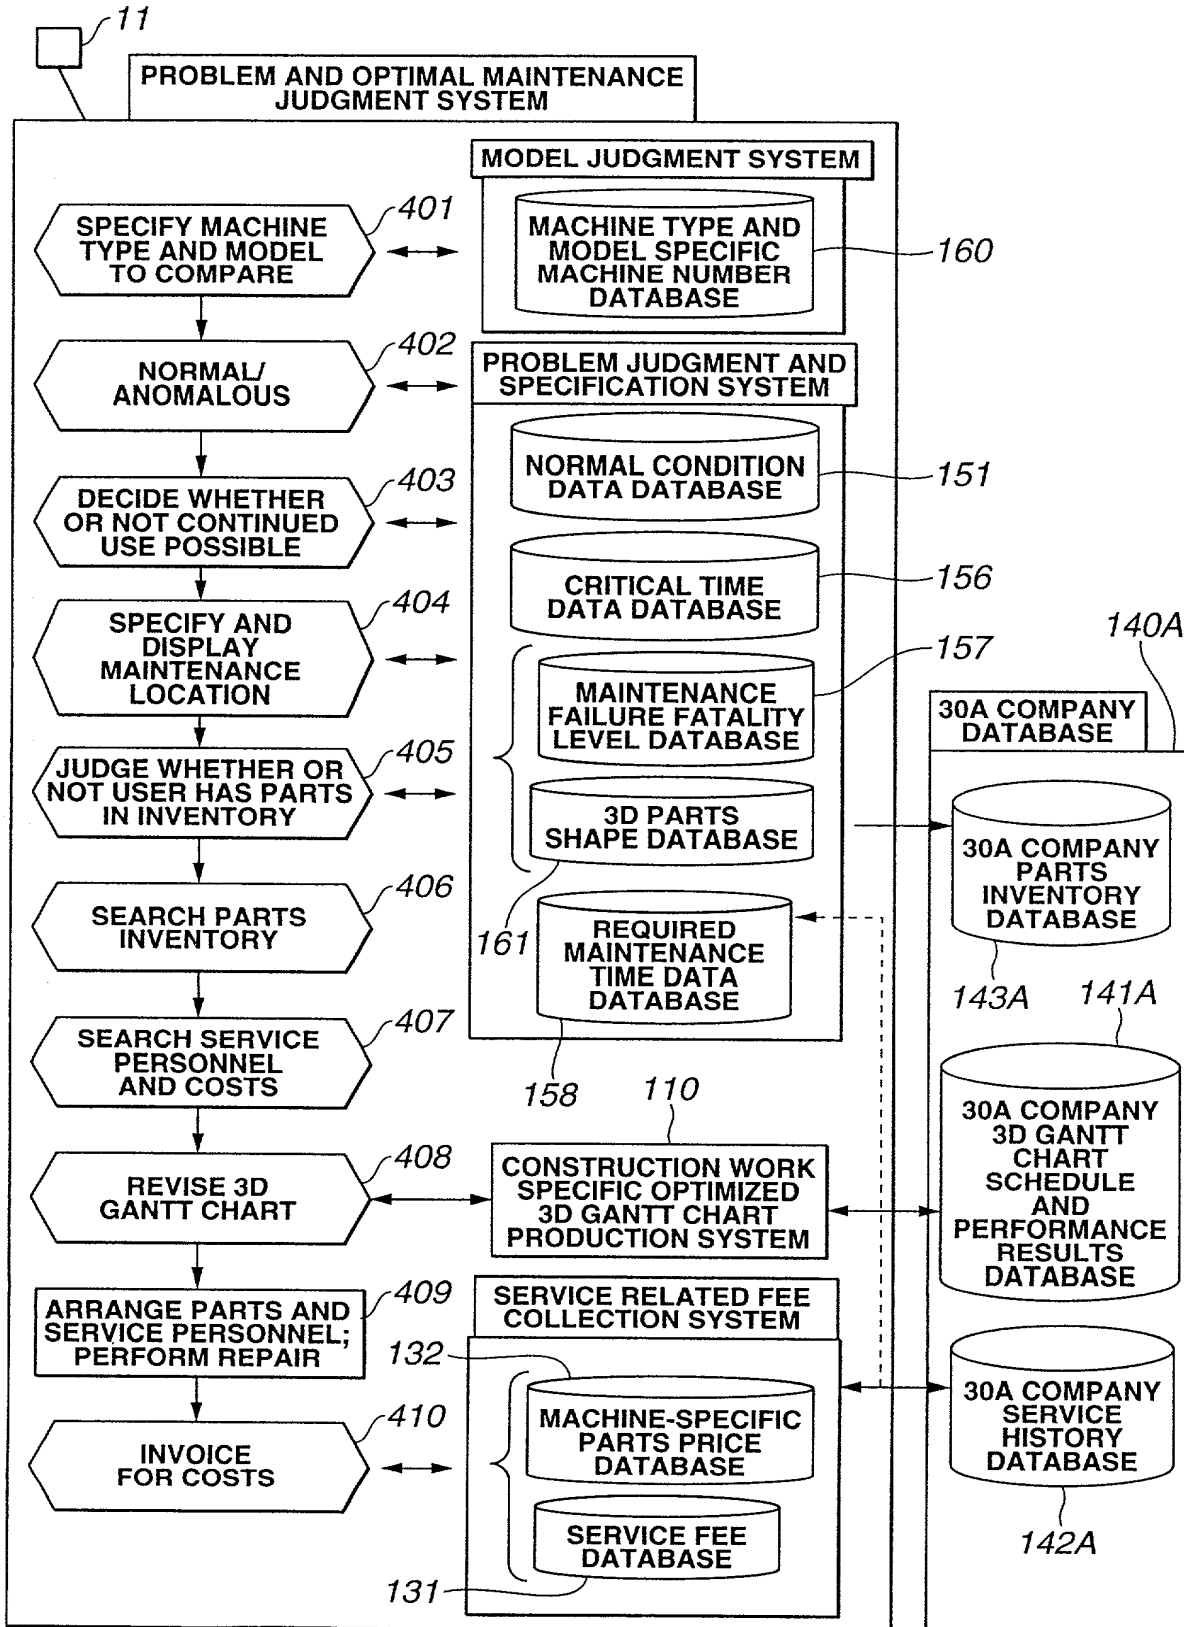 11
PROBLEM AND OPTIMAL MAINTENANCE
JUDGMENT SYSTEM
MODEL JUDGMENT SYSTEM
SPECIFY MACHINE
TYPE AND MODEL
TO COMPARE
401
MACHINE TYPE AND
MODEL SPECIFIC
MACHINE NUMBER
DATABASE
160
NORMAL/
ANOMALOUS
402
PROBLEM JUDGMENT AND
SPECIFICATION SYSTEM
NORMAL CONDITION
DATA DATABASE
151
DECIDE WHETHER
OR NOT CONTINUED
USE POSSIBLE
403
CRITICAL TIME
DATA DATABASE
156
SPECIFY AND
DISPLAY
MAINTENANCE
LOCATION
404
MAINTENANCE
FAILURE FATALITY
LEVEL DATABASE
157
140A
30A COMPANY
DATABASE
JUDGE WHETHER OR
NOT USER HAS PARTS
IN INVENTORY
405
3D PARTS
SHAPE DATABASE
161
30A COMPANY
PARTS
INVENTORY
DATABASE
143A
SEARCH PARTS
INVENTORY
406
REQUIRED
MAINTENANCE
TIME DATA
DATABASE
158
SEARCH SERVICE
PERSONNEL
AND COSTS
407
141A
30A COMPANY
3D GANTT
CHART
SCHEDULE
AND
PERFORMANCE
RESULTS
DATABASE
REVISE 3D
GANTT CHART
408
110
CONSTRUCTION WORK
SPECIFIC OPTIMIZED
3D GANTT CHART
PRODUCTION SYSTEM
ARRANGE PARTS AND
SERVICE PERSONNEL;
PERFORM REPAIR
409
SERVICE RELATED FEE
COLLECTION SYSTEM
132
MACHINE-SPECIFIC
PARTS PRICE
DATABASE
30A COMPANY
SERVICE
HISTORY
DATABASE
142A
INVOICE
FOR COSTS
410
SERVICE FEE
DATABASE
131